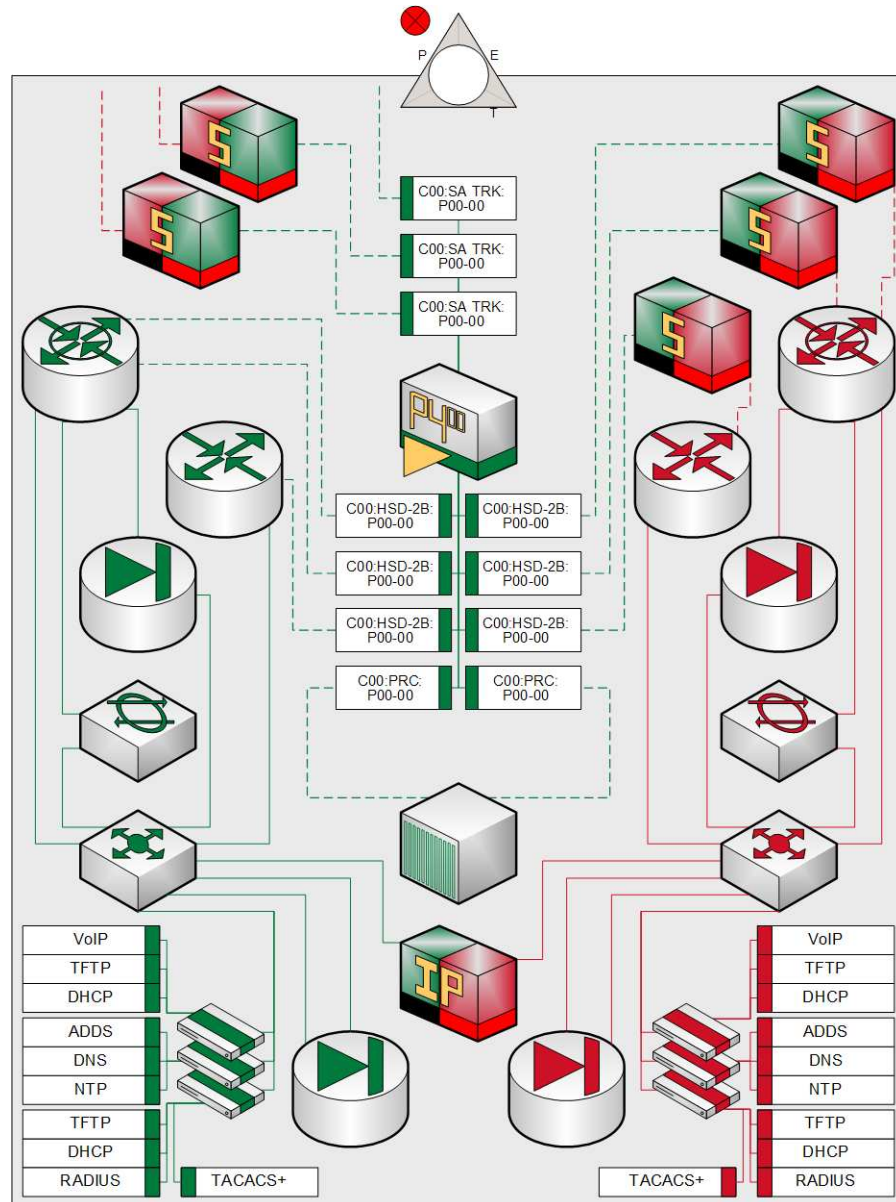 P E
T
S
S
S
S
S
C00:SA TRK:
P00-00
C00:SA TRK:
P00-00
C00:SA TRK:
P00-00
P400
C00:HSD-2B:
P00-00
C00:HSD-2B:
P00-00
C00:HSD-2B:
P00-00
C00:HSD-2B:
P00-00
C00:HSD-2B:
P00-00
C00:HSD-2B:
P00-00
C00:PRC:
P00-00
C00:PRC:
P00-00
IP
VoIP
TFTP
DHCP
ADDS
DNS
NTP
TFTP
DHCP
RADIUS
TACACS+
VoIP
TFTP
DHCP
ADDS
DNS
NTP
TFTP
DHCP
RADIUS
TACACS+